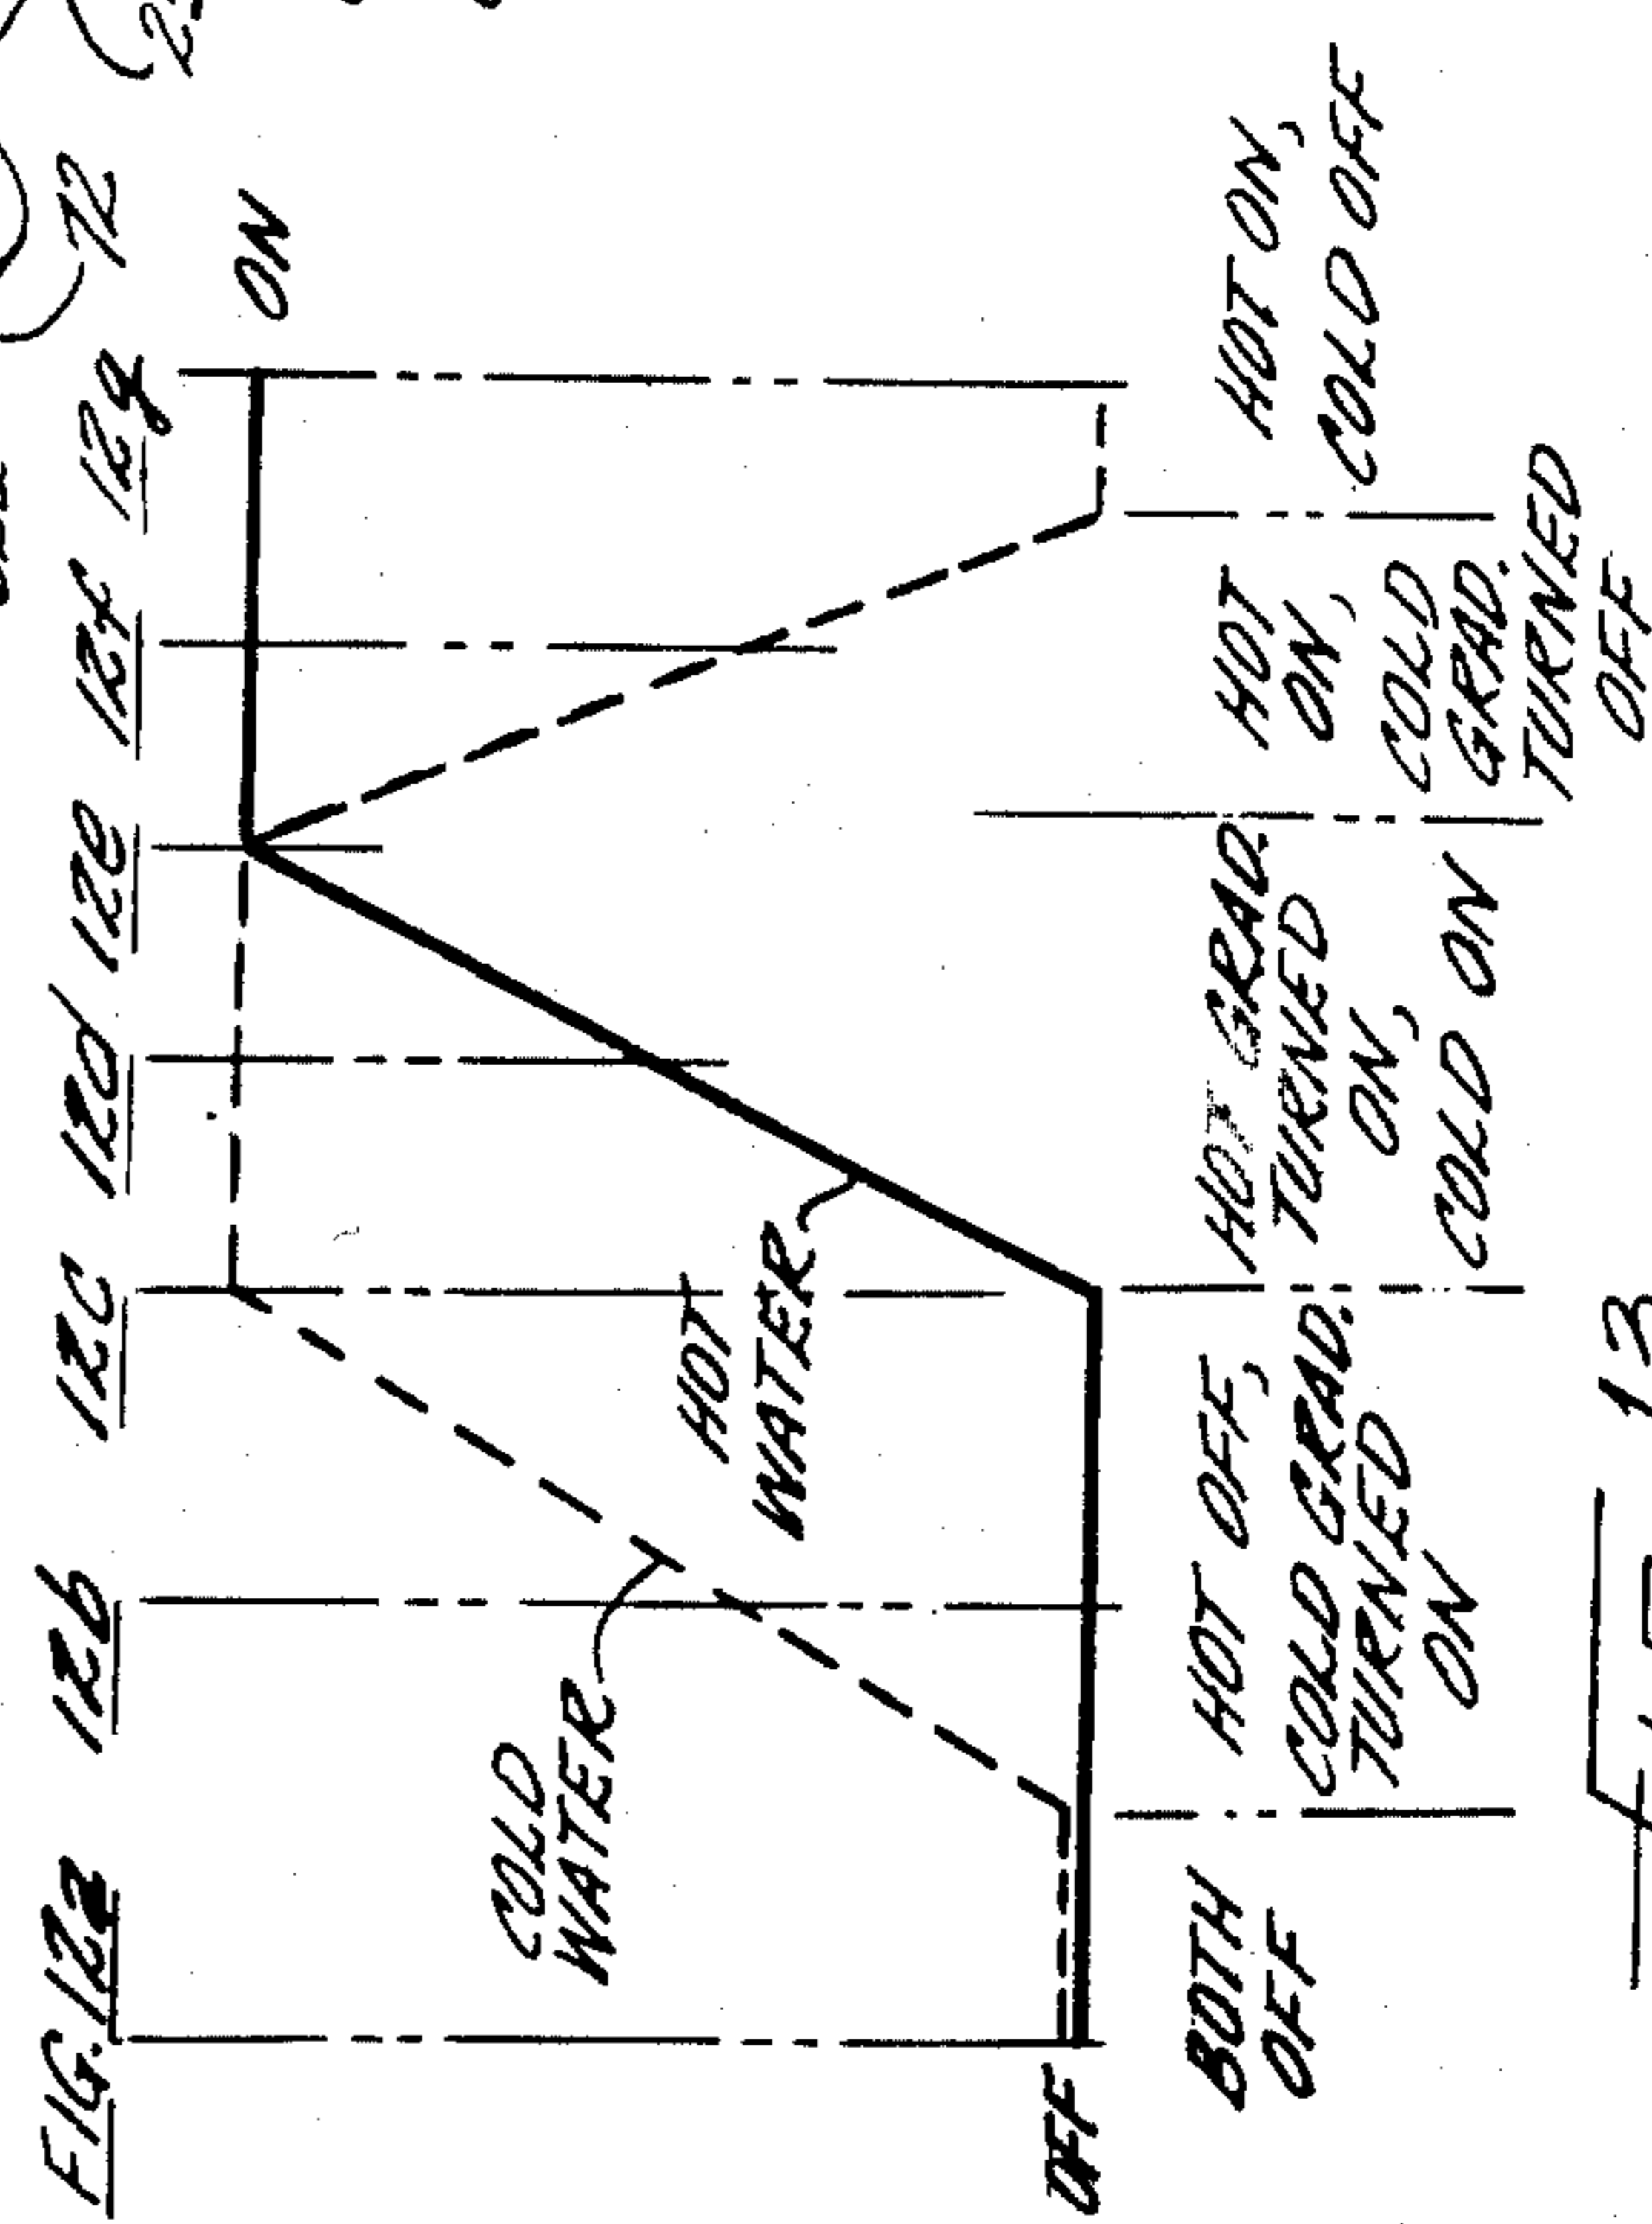 FIG. 12a 12b 12c 12d 12e 12f 12g
72
ON
COLD
WATER
HOT
WATER
OFF
BOTH
OFF
HOT OFF,
COLD GRAD.
TURNED
ON
HOT GRAD.
TURNED
ON,
COLD ON
HOT
ON,
COLD
GRAD.
TURNED
OFF
HOT ON,
COLD OFF
13